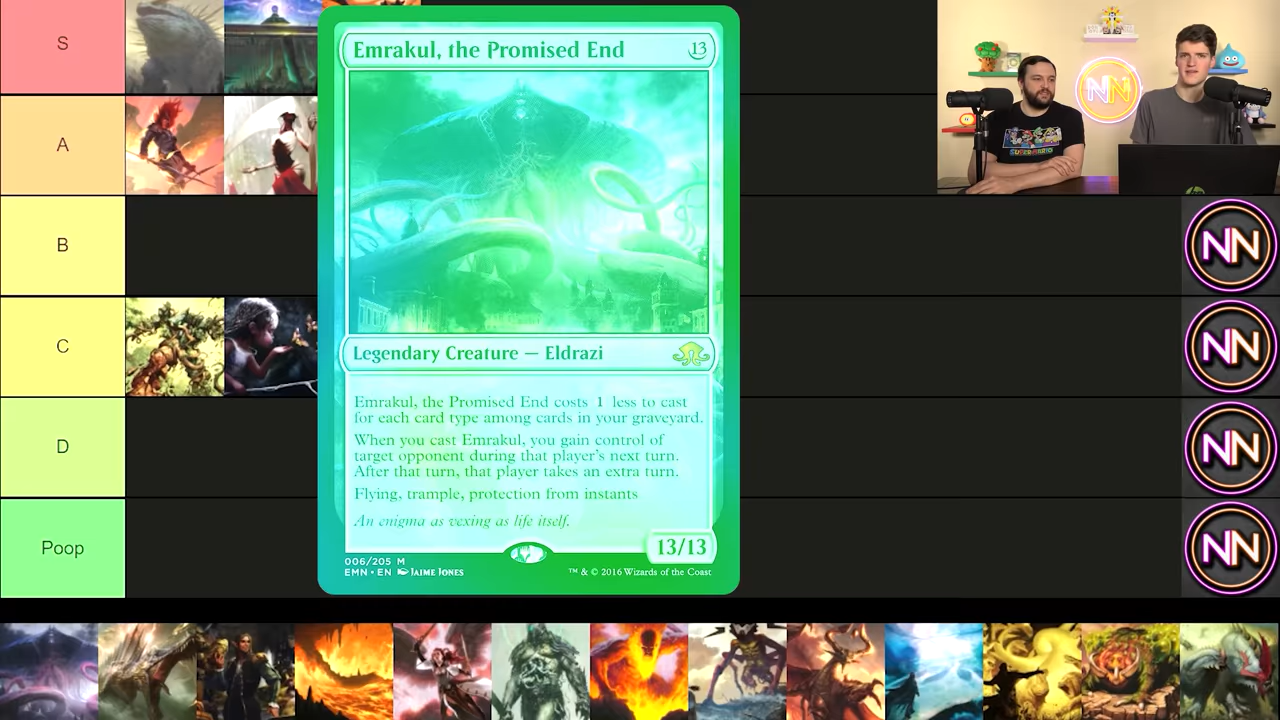 S
A
B
C
D
Poop
Emrakul, the Promised End 13
Legendary Creature — Eldrazi
Emrakul, the Promised End costs 1 less to cast
for each card type among cards in your graveyard.
When you cast Emrakul, you gain control of
target opponent during that player's next turn.
After that turn, that player takes an extra turn.
Flying, trample, protection from instants
An enigma as vexing as life itself.
13/13
006/205 M
EMN • EN JAIME JONES
™ & © 2016 Wizards of the Coast
NN
SUPER MARIO
NN
NN
NN
NN